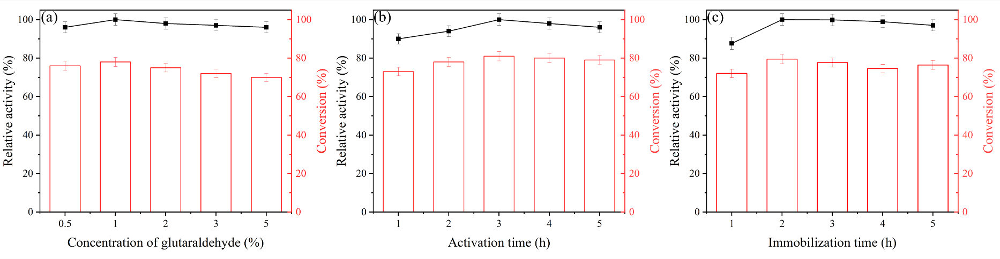 (a)
100
80
60
40
20
0
Relative activity (%)
100
80
60
40
20
0
Conversion (%)
0.5 1 2 3 5
Concentration of glutaraldehyde (%)
(b)
100
80
60
40
20
0
Relative activity (%)
100
80
60
40
20
0
Conversion (%)
1 2 3 4 5
Activation time (h)
(c)
100
80
60
40
20
0
Relative activity (%)
100
80
60
40
20
0
Conversion (%)
1 2 3 4 5
Immobilization time (h)